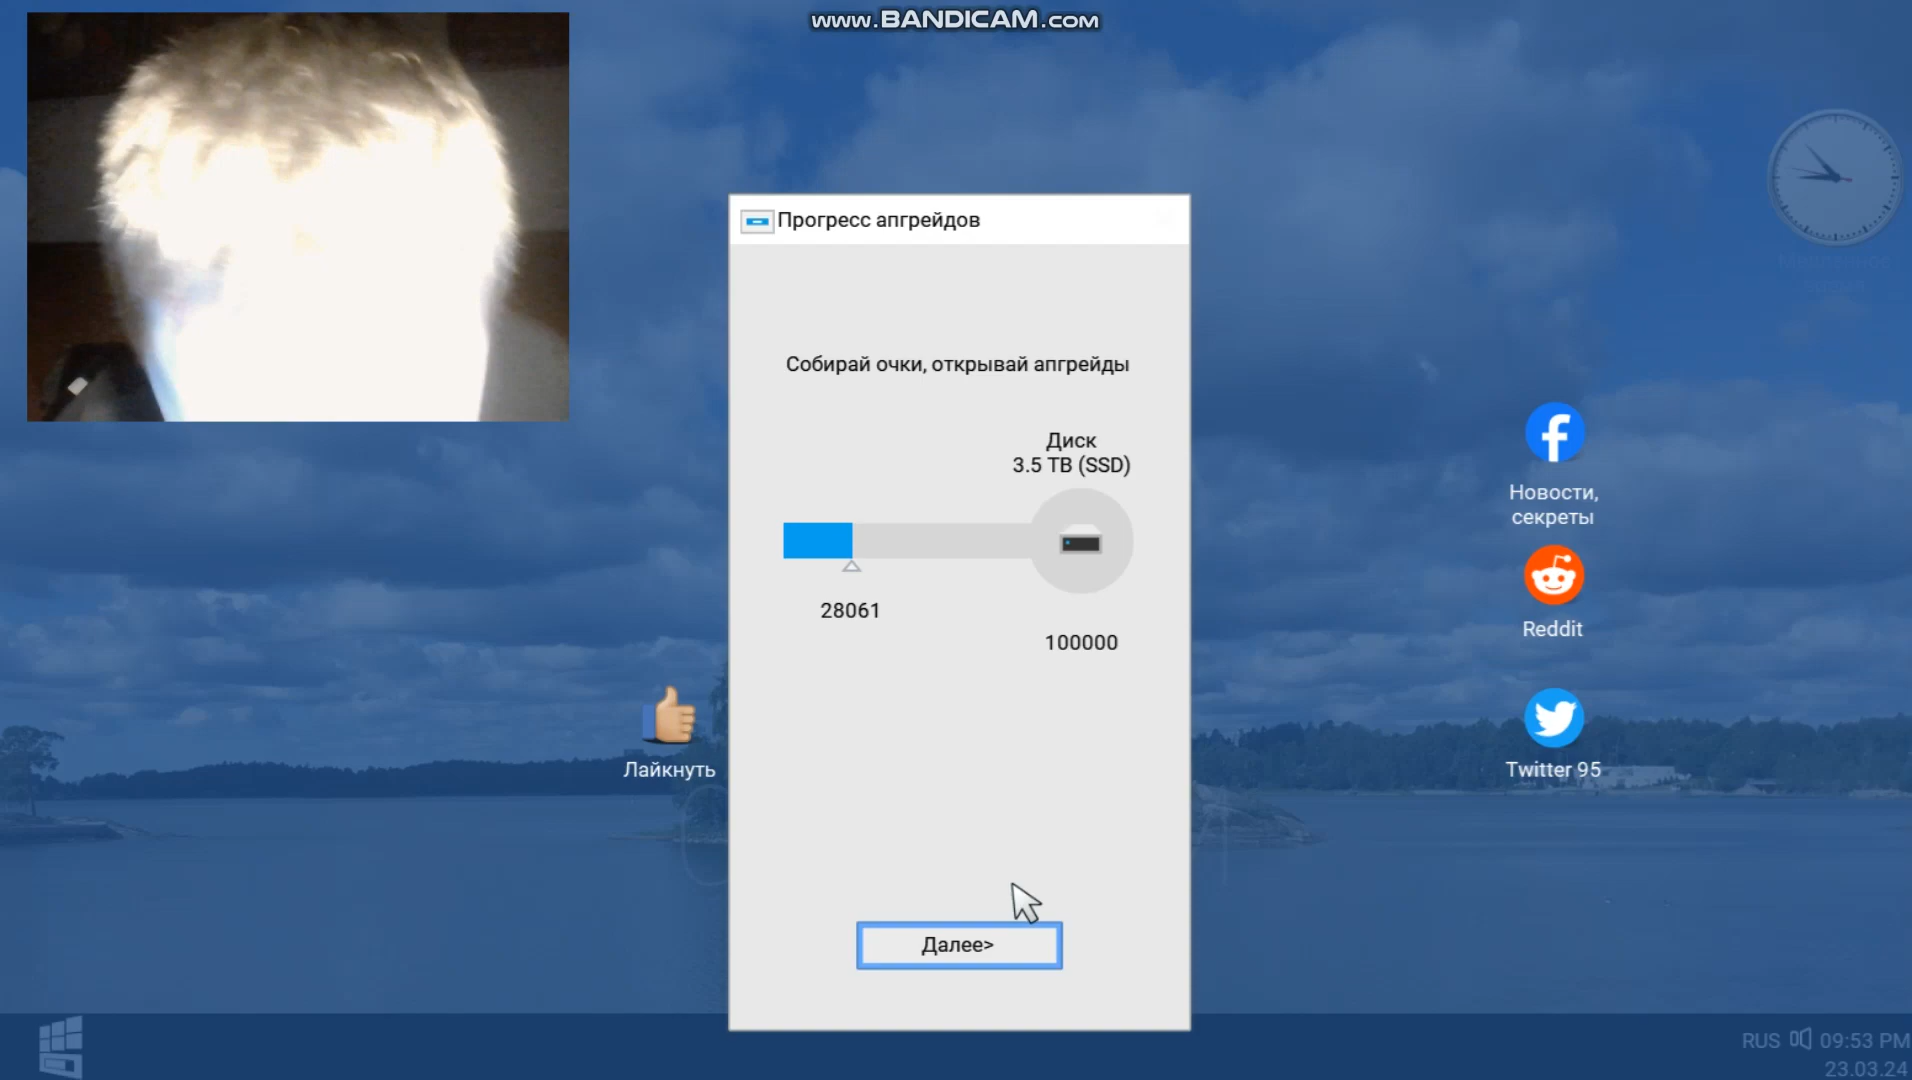 www.BANDICAM.com
Прогресс апгрейдов
Собирай очки, открывай апгрейды
Диск
3.5 TB (SSD)
28061
100000
Далее>
Лайкнуть
Новости,
секреты
Reddit
Twitter 95
RUS 09:53 PM
23.03.24